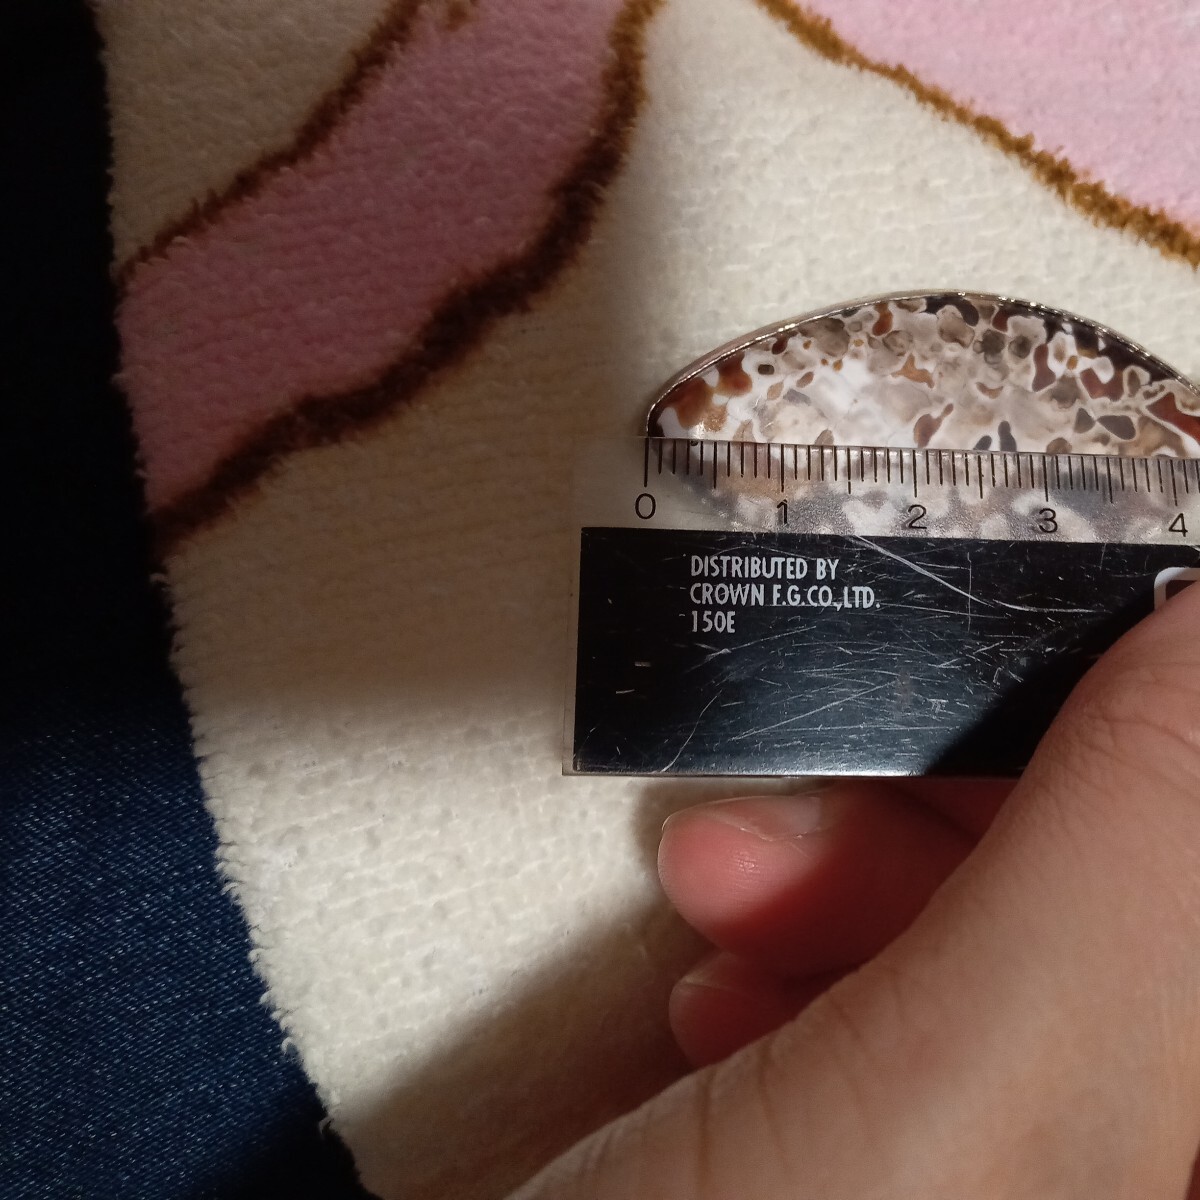 0 1 2 3 4
DISTRIBUTED BY
CROWN F.G.CO.,LTD.
150E